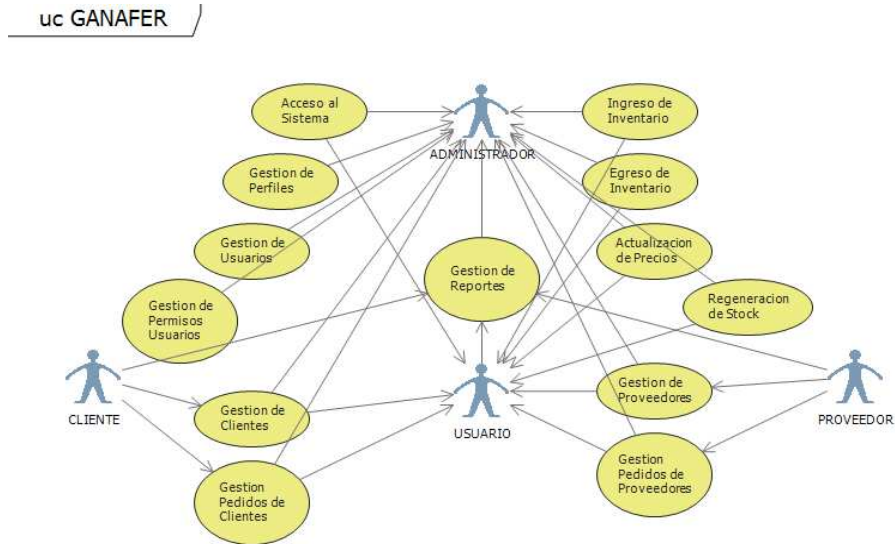 uc GANAFER
Acceso al
Sistema
ADMINISTRADOR
Ingreso de
Inventario
Gestion de
Perfiles
Egreso de
Inventario
Gestion de
Usuarios
Actualizacion
de Precios
Gestion de
Reportes
Gestion de
Permisos
Usuarios
Regeneracion
de Stock
CLIENTE
Gestion de
Clientes
USUARIO
Gestion de
Proveedores
PROVEEDOR
Gestion
Pedidos de
Clientes
Gestion
Pedidos de
Proveedores